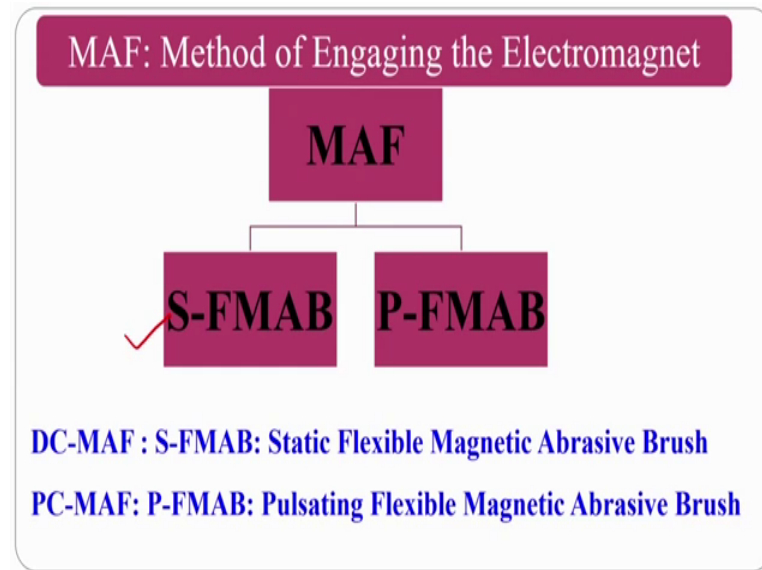 MAF: Method of Engaging the Electromagnet
MAF
S-FMAB P-FMAB
DC-MAF : S-FMAB: Static Flexible Magnetic Abrasive Brush
PC-MAF: P-FMAB: Pulsating Flexible Magnetic Abrasive Brush